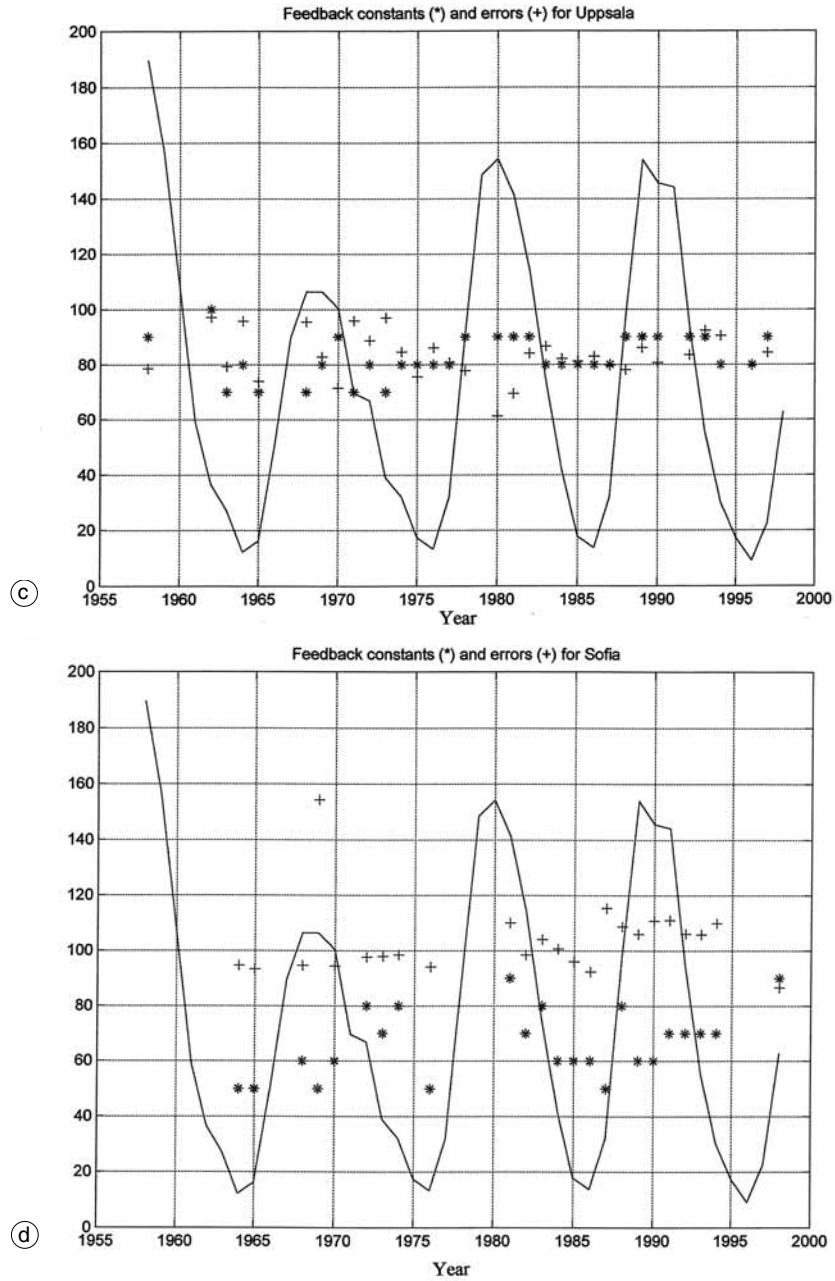 Feedback constants (*) and errors (+) for Uppsala
200
180
160
140
120
100
80
60
40
20
0
1955 1960 1965 1970 1975 1980 1985 1990 1995 2000
Year
c
Feedback constants (*) and errors (+) for Sofia
200
180
160
140
120
100
80
60
40
20
0
1955 1960 1965 1970 1975 1980 1985 1990 1995 2000
Year
d